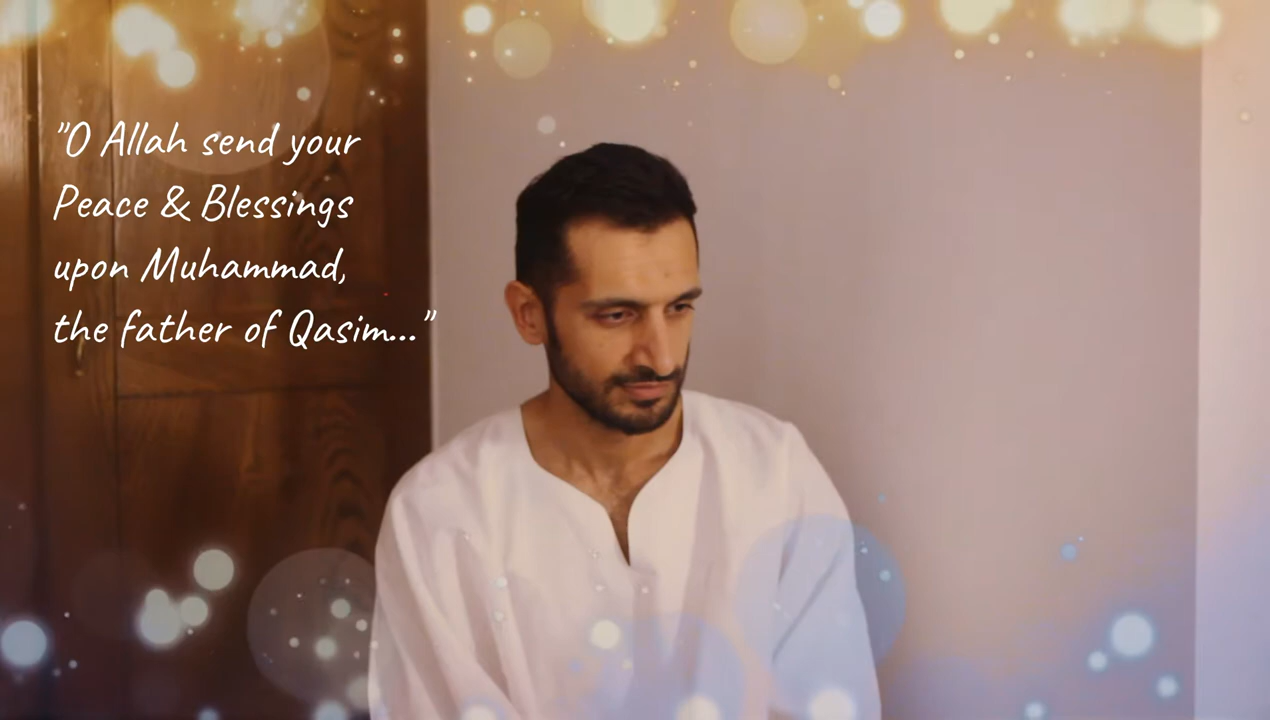 "O Allah send your
Peace & Blessings
upon Muhammad,
the father of Qasim..."